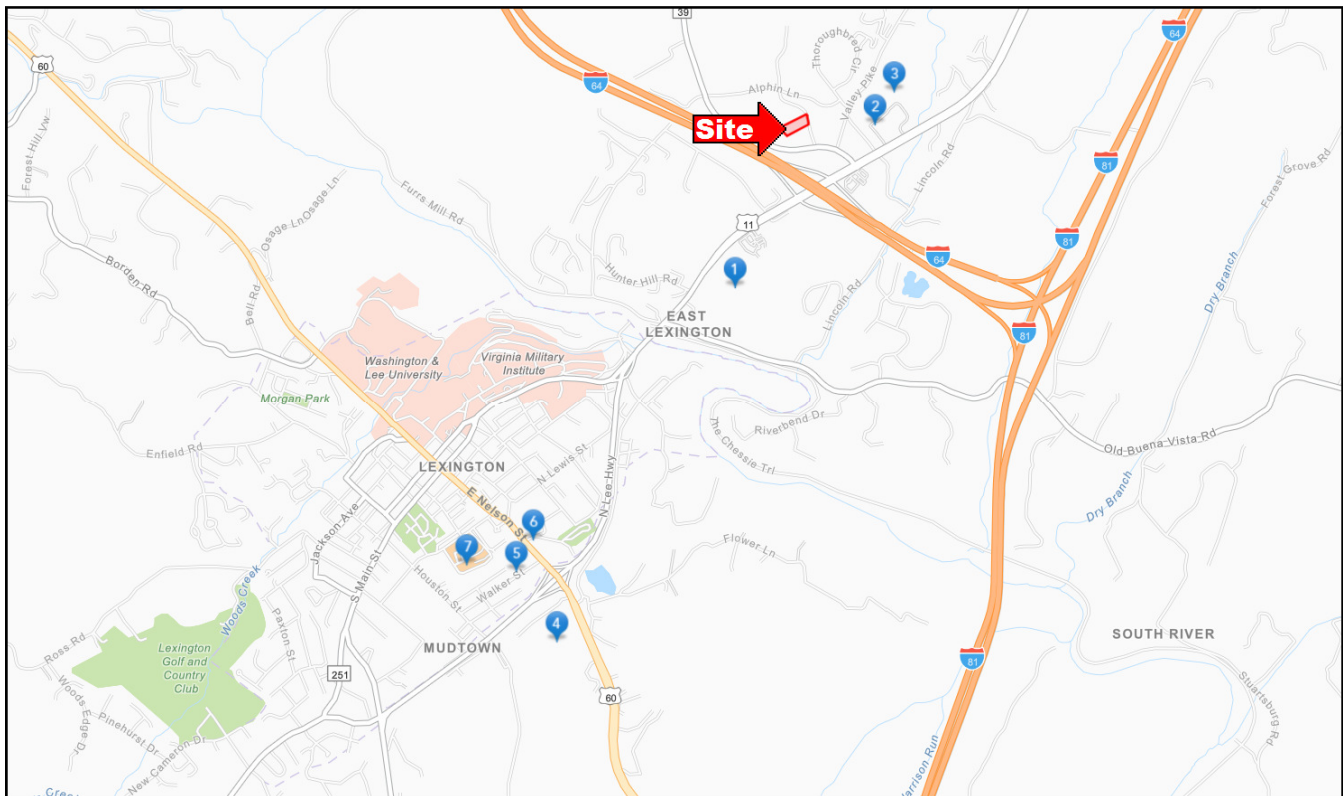 39
60
64
64
Thoroughbred Cir
Valley Pike
3
Alphin Ln
2
Site
81
Forest Hill Vw
Lincoln Rd
Forest Grove Rd
Furrs Mill Rd
Osage Ln
Osage Ln
11
81
64
Borden Rd
Bell Rd
Hunter Hill Rd
1
Lincoln Rd
Dry Branch
EAST
LEXINGTON
81
Washington &
Lee University
Virginia Military
Institute
Morgan Park
Riverbend Dr
The Chessie Trl
Old Buena Vista Rd
Enfield Rd
LEXINGTON
N Lewis St
N Lee Hwy
E Nelson St
Dry Branch
Jackson Ave
6
7
5
Flower Ln
Houston St
Walker St
S Main St
Woods Creek
4
Paxton St
MUDTOWN
SOUTH RIVER
Ross Rd
Lexington
Golf and
Country
Club
251
81
60
Woods Edge Dr
Pinehurst Dr
New Cameron Dr
Stuartsburg Rd
Harrison Run
Creek